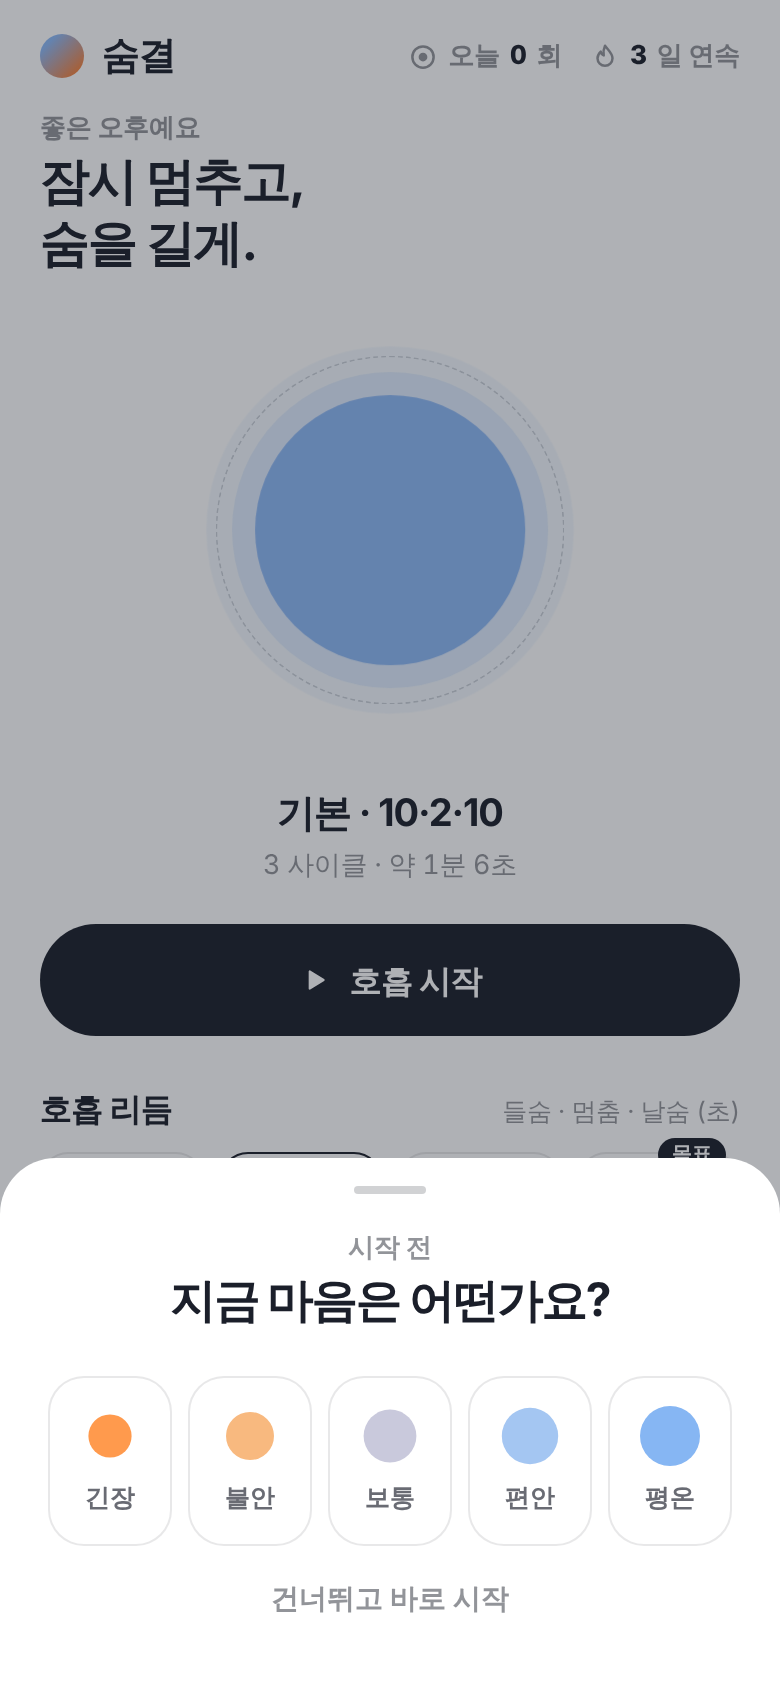 숨결
오늘 0 회 3 일 연속
좋은 오후예요
잠시 멈추고,
숨을 길게.
기본 · 10·2·10
3 사이클 · 약 1분 6초
호흡 시작
호흡 리듬 들숨 · 멈춤 · 날숨 (초)
목표
시작 전
지금 마음은 어떤가요?
긴장 불안 보통 편안 평온
건너뛰고 바로 시작